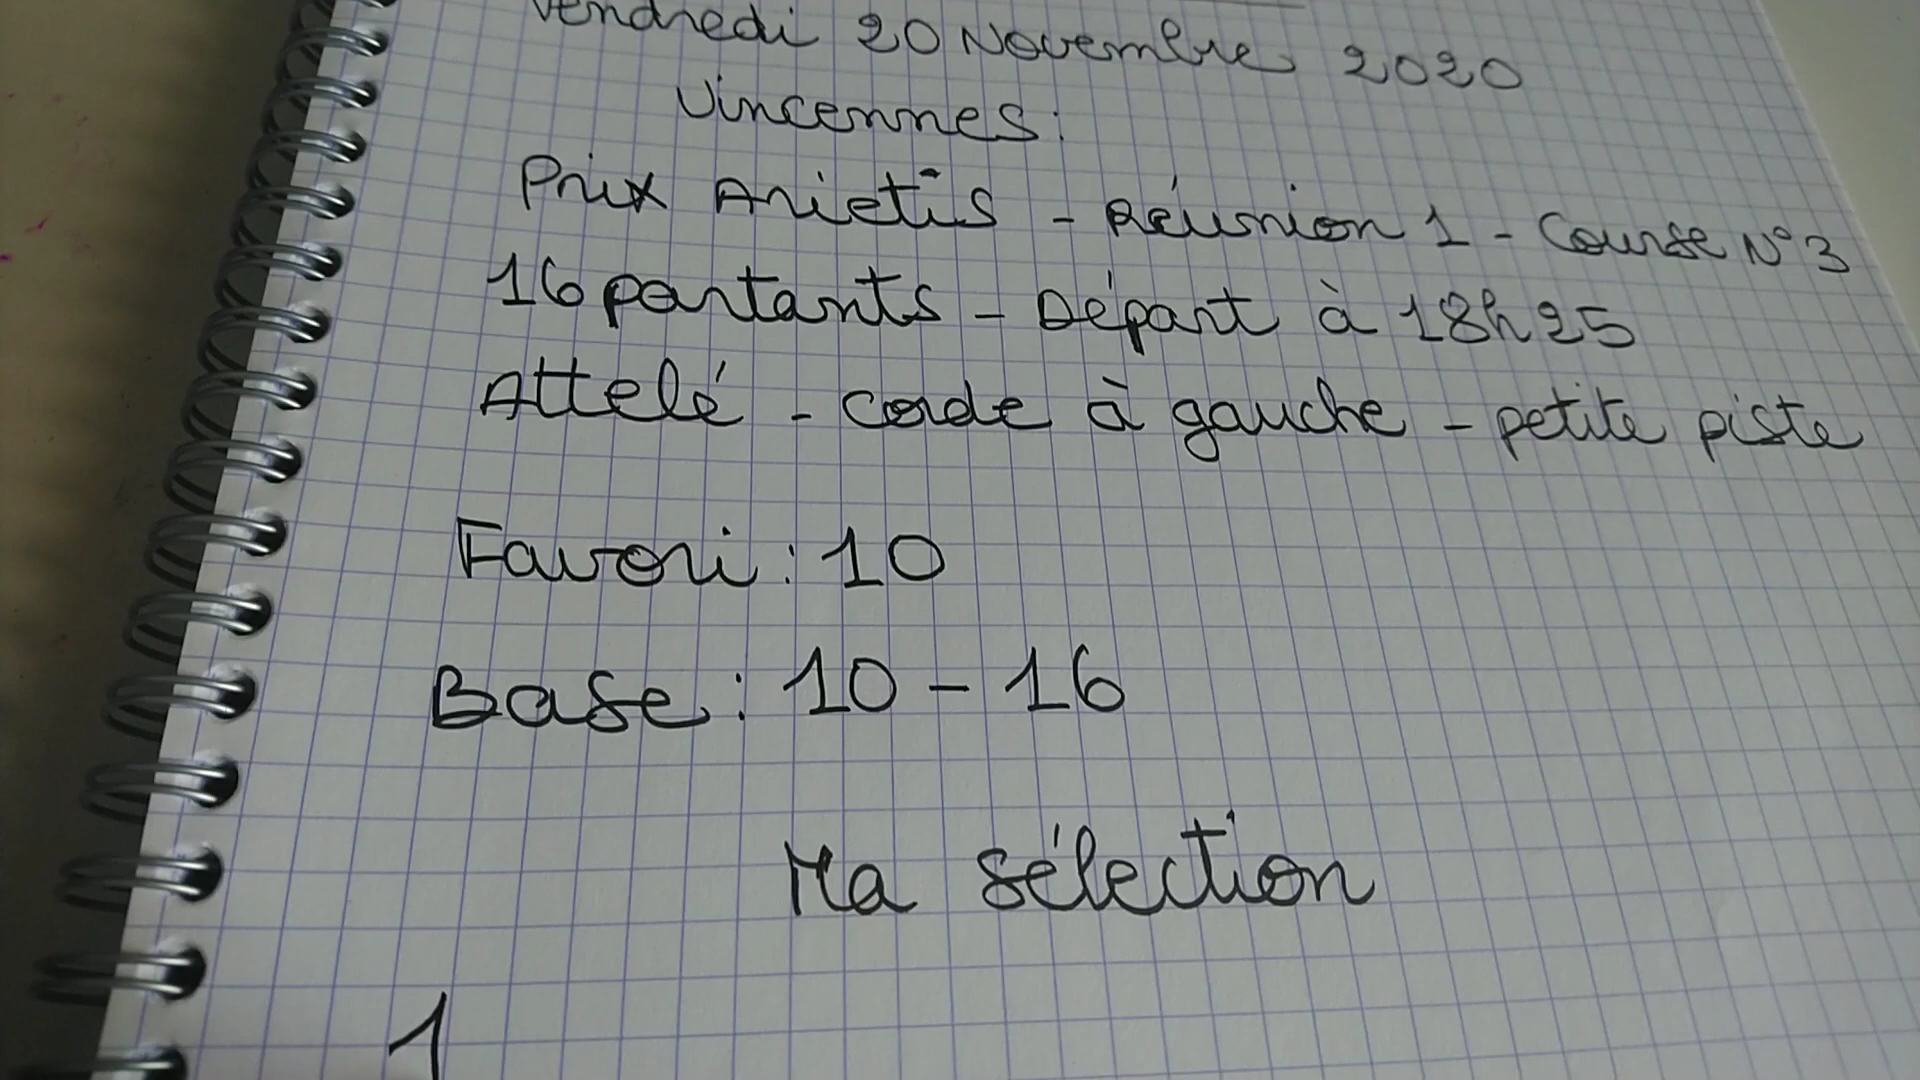 Vendredi 20 Novembre 2020
Vincennes:
Prix Arietis - Réunion 1 - Course N°3
16 partants - Départ à 18h25
Attelé - corde à gauche - petite piste
Favori : 10
Base : 10 - 16
Ma sélection
1